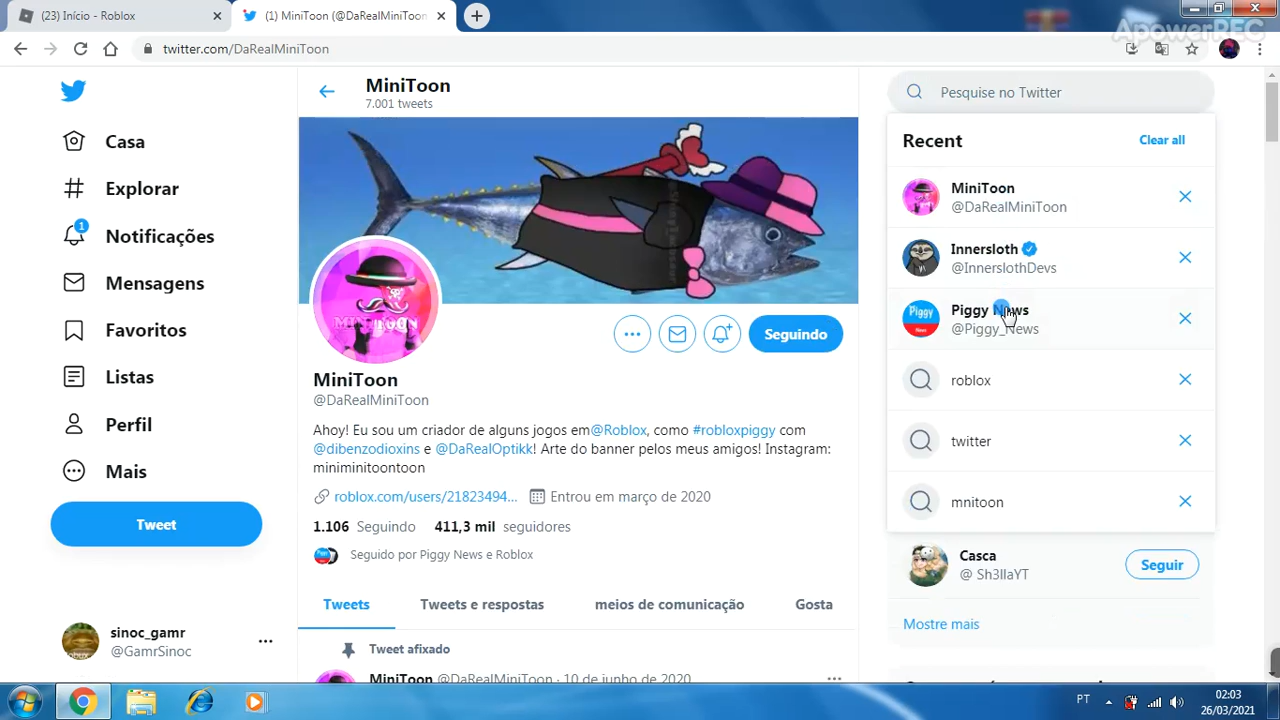 (23) Início - Roblox
(1) MiniToon (@DaRealMiniToon
ApowerREC
twitter.com/DaRealMiniToon
MiniToon
7.001 tweets
Casa
Explorar
1
Notificações
Mensagens
Favoritos
Listas
Perfil
Mais
Tweet
sinoc_gamr
@GamrSinoc
MINITOON
Seguindo
MiniToon
@DaRealMiniToon
Ahoy! Eu sou um criador de alguns jogos em@Roblox, como #robloxpiggy com
@dibenzodioxins e @DaRealOptikk! Arte do banner pelos meus amigos! Instagram:
miniminitoontoon
roblox.com/users/21823494... Entrou em março de 2020
1.106 Seguindo 411,3 mil seguidores
Seguido por Piggy News e Roblox
Tweets Tweets e respostas meios de comunicação Gosta
Tweet afixado
MiniToon @DaRealMiniToon · 10 de junho de 2020
Pesquise no Twitter
Recent Clear all
MiniToon
@DaRealMiniToon
Innersloth
@InnerslothDevs
Piggy
News
Piggy News
@Piggy_News
roblox
twitter
mnitoon
Casca
@ Sh3llaYT
Seguir
Mostre mais
PT
02:03
26/03/2021